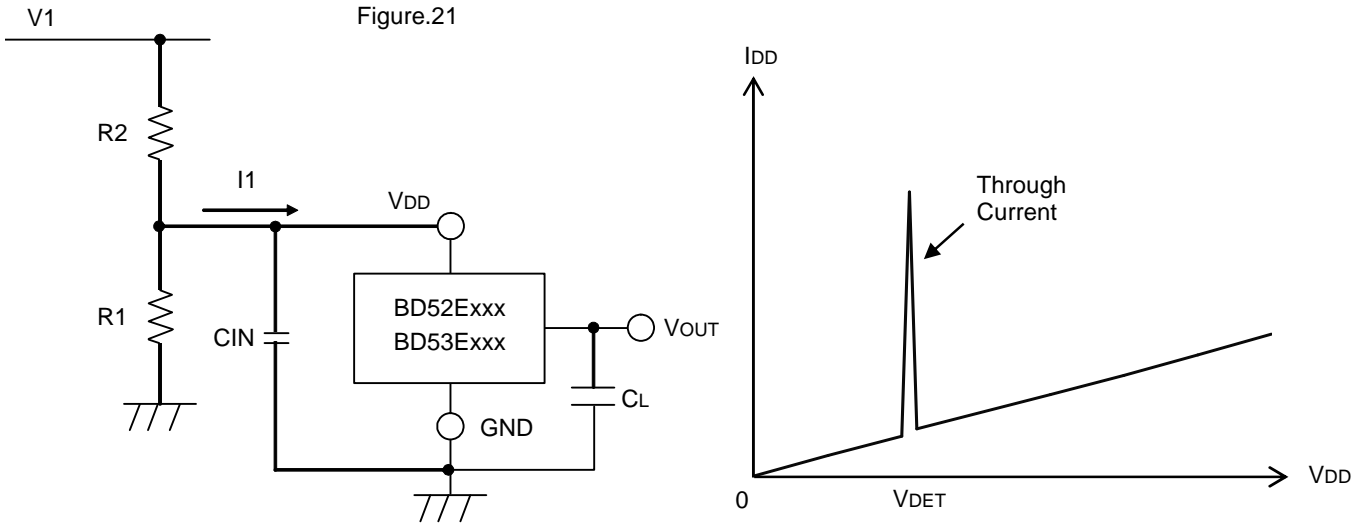 V1
Figure.21
R2
I1
VDD
R1
CIN
BD52Exxx
BD53Exxx
VOUT
CL
GND
IDD
Through
Current
0
VDET
VDD